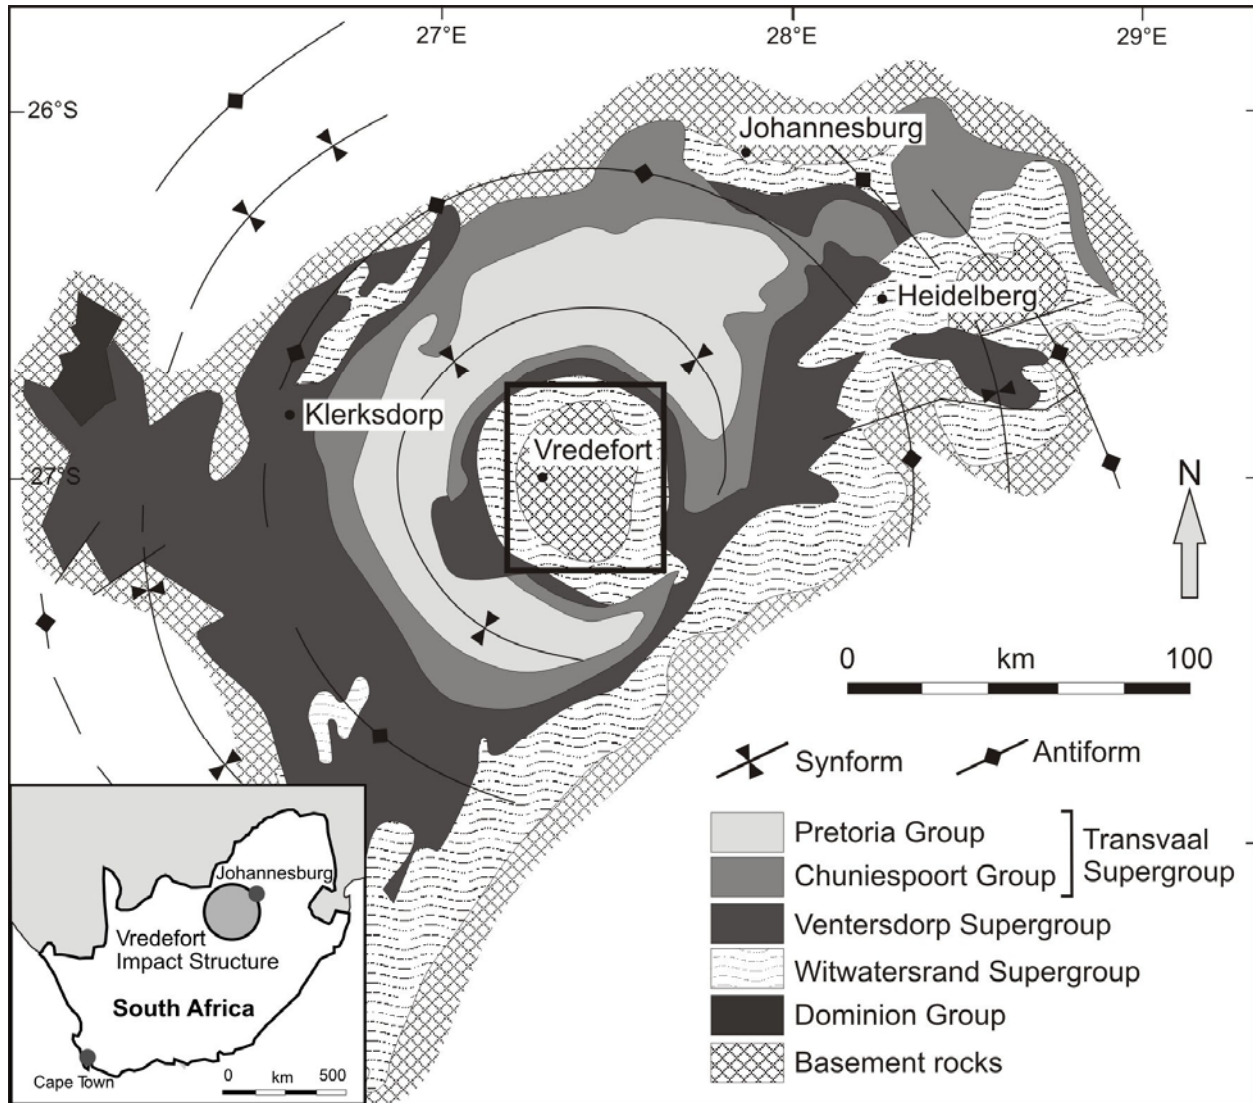 27°E
28°E
29°E
26°S
27°S
Johannesburg
Heidelberg
Klerksdorp
Vredefort
N
0 km 100
Synform
Antiform
Pretoria Group
Chuniespoort Group
Transvaal
Supergroup
Ventersdorp Supergroup
Witwatersrand Supergroup
Dominion Group
Basement rocks
Johannesburg
Vredefort
Impact Structure
South Africa
Cape Town
0 km 500